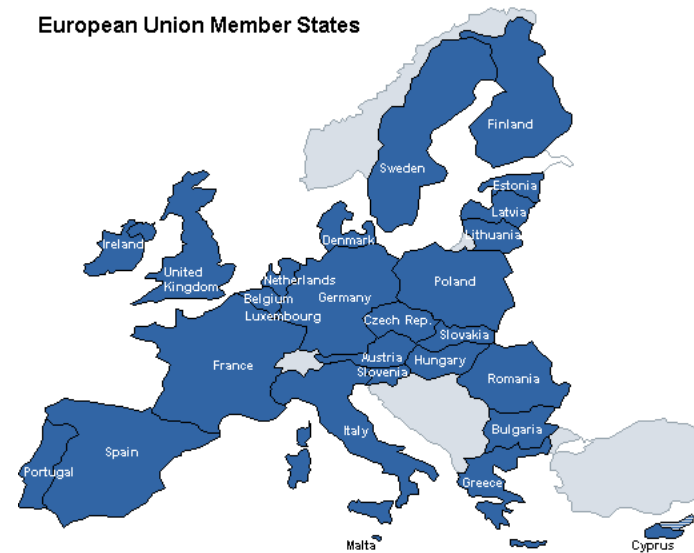 European Union Member States
Finland
Sweden
Estonia
Latvia
Lithuania
Denmark
Ireland
United
Kingdom
Netherlands
Belgium
Germany
Luxembourg
Poland
Czech Rep.
Slovakia
France
Austria
Hungary
Slovenia
Romania
Italy
Bulgaria
Spain
Portugal
Greece
Malta
Cyprus